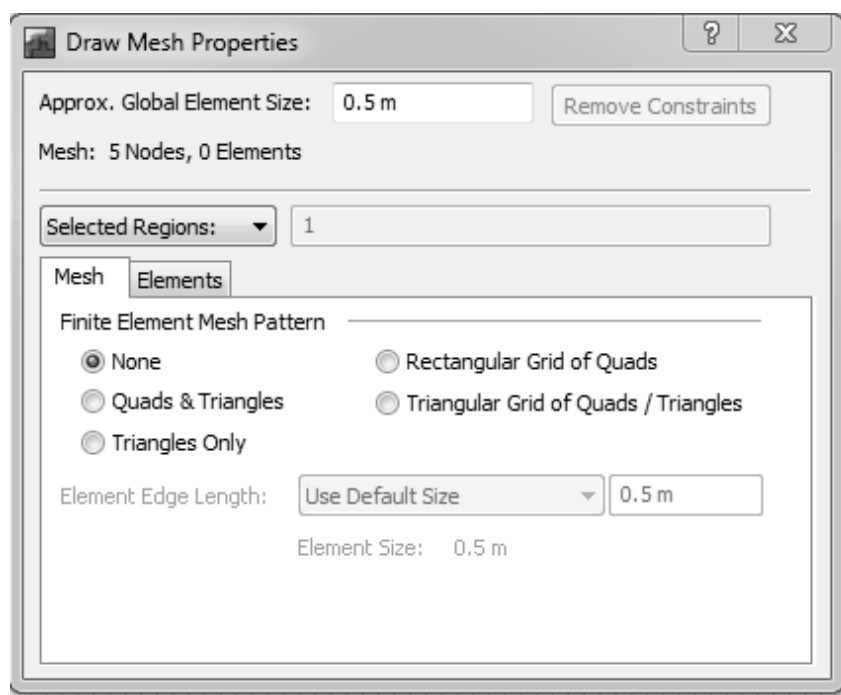 Draw Mesh Properties
Approx. Global Element Size: 0.5 m Remove Constraints
Mesh: 5 Nodes, 0 Elements
Selected Regions: 1
Mesh Elements
Finite Element Mesh Pattern
None Rectangular Grid of Quads
Quads & Triangles Triangular Grid of Quads / Triangles
Triangles Only
Element Edge Length: Use Default Size 0.5 m
Element Size: 0.5 m